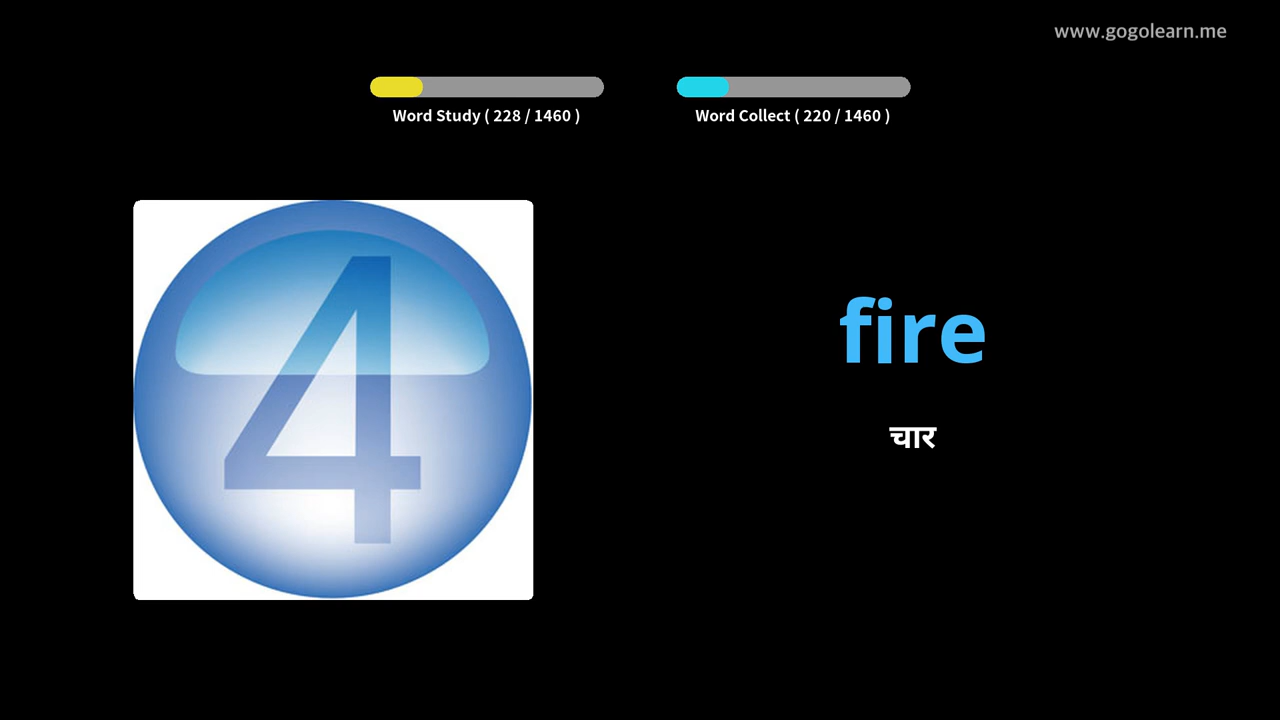 www.gogolearn.me
Word Study ( 228 / 1460 )
Word Collect ( 220 / 1460 )
4
fire
चार